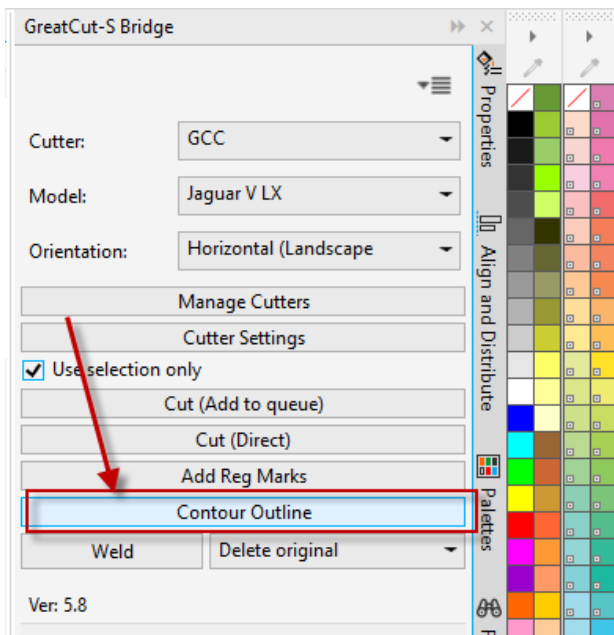 GreatCut-S Bridge
Cutter: GCC
Model: Jaguar V LX
Orientation: Horizontal (Landscape
Manage Cutters
Cutter Settings
Use selection only
Cut (Add to queue)
Cut (Direct)
Add Reg Marks
Contour Outline
Weld Delete original
Ver: 5.8
Properties
Align and Distribute
Palettes